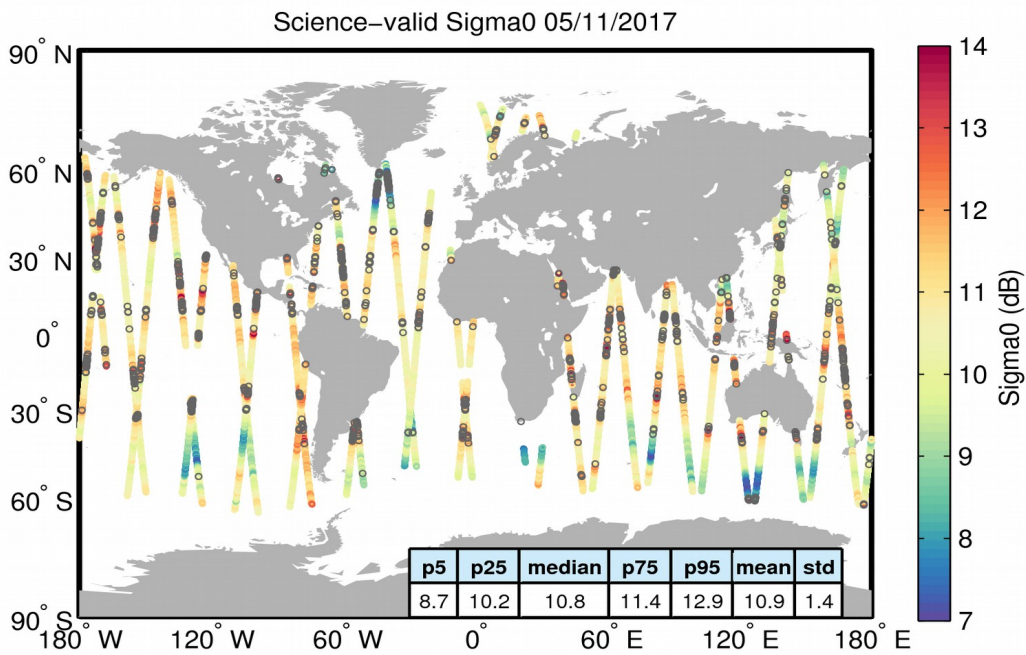 Science−valid Sigma0 05/11/2017
90° N
60° N
30° N
0°
30° S
60° S
90° S
180° W
120° W
60° W
0°
60° E
120° E
180° E
14
13
12
11
10
9
8
7
Sigma0 (dB)
p5 p25 median p75 p95 mean std
8.7 10.2 10.8 11.4 12.9 10.9 1.4